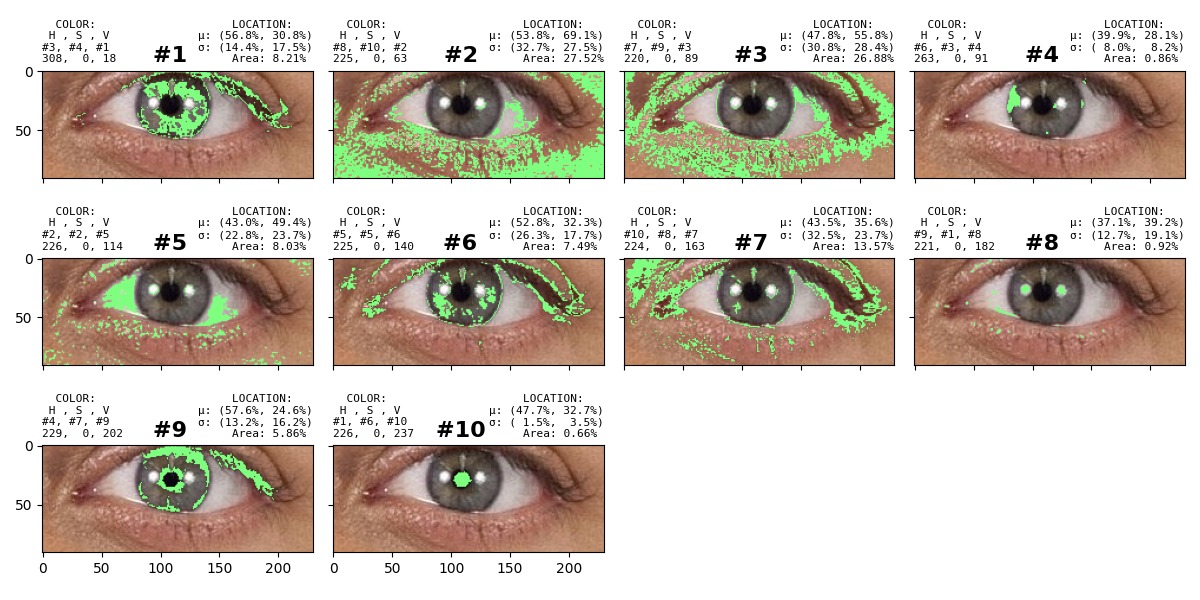 COLOR: LOCATION:
H , S , V μ: (56.8%, 30.8%)
#3, #4, #1 σ: (14.4%, 17.5%)
308, 0, 18 #1 Area: 8.21%
COLOR: LOCATION:
H , S , V μ: (53.8%, 69.1%)
#8, #10, #2 σ: (32.7%, 27.5%)
225, 0, 63 #2 Area: 27.52%
COLOR: LOCATION:
H , S , V μ: (47.8%, 55.8%)
#7, #9, #3 σ: (30.8%, 28.4%)
220, 0, 89 #3 Area: 26.88%
COLOR: LOCATION:
H , S , V μ: (39.9%, 28.1%)
#6, #3, #4 σ: ( 8.0%, 8.2%)
263, 0, 91 #4 Area: 0.86%
0
50
COLOR: LOCATION:
H , S , V μ: (43.0%, 49.4%)
#2, #2, #5 σ: (22.8%, 23.7%)
226, 0, 114 #5 Area: 8.03%
COLOR: LOCATION:
H , S , V μ: (52.8%, 32.3%)
#5, #5, #6 σ: (26.3%, 17.7%)
225, 0, 140 #6 Area: 7.49%
COLOR: LOCATION:
H , S , V μ: (43.5%, 35.6%)
#10, #8, #7 σ: (32.5%, 23.7%)
224, 0, 163 #7 Area: 13.57%
COLOR: LOCATION:
H , S , V μ: (37.1%, 39.2%)
#9, #1, #8 σ: (12.7%, 19.1%)
221, 0, 182 #8 Area: 0.92%
0
50
COLOR: LOCATION:
H , S , V μ: (57.6%, 24.6%)
#4, #7, #9 σ: (13.2%, 16.2%)
229, 0, 202 #9 Area: 5.86%
COLOR: LOCATION:
H , S , V μ: (47.7%, 32.7%)
#1, #6, #10 σ: ( 1.5%, 3.5%)
226, 0, 237 #10 Area: 0.66%
0
50
0 50 100 150 200
0 50 100 150 200